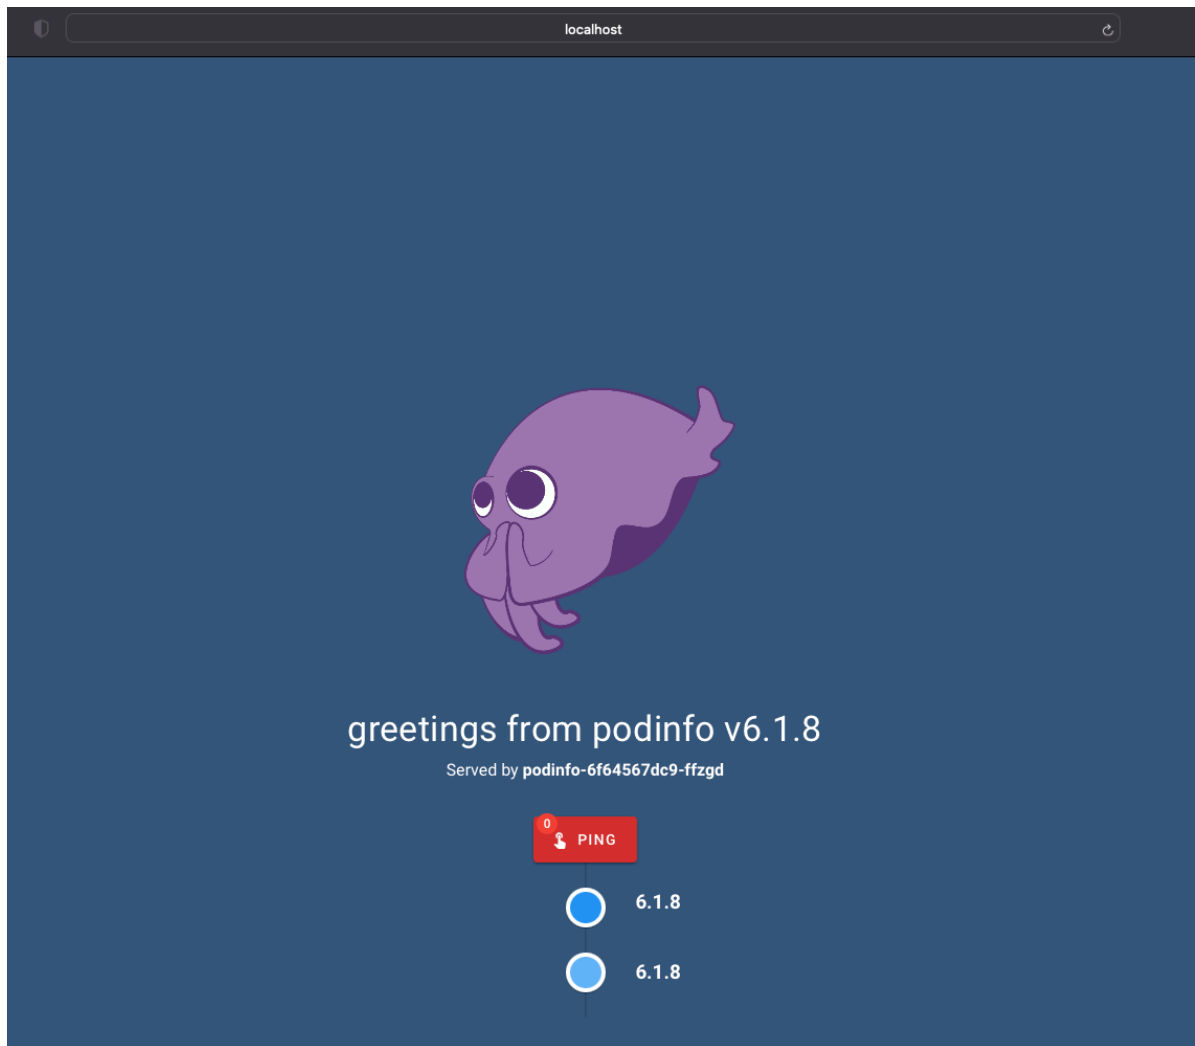 localhost
greetings from podinfo v6.1.8
Served by podinfo-6f64567dc9-ffzgd
0
PING
6.1.8
6.1.8